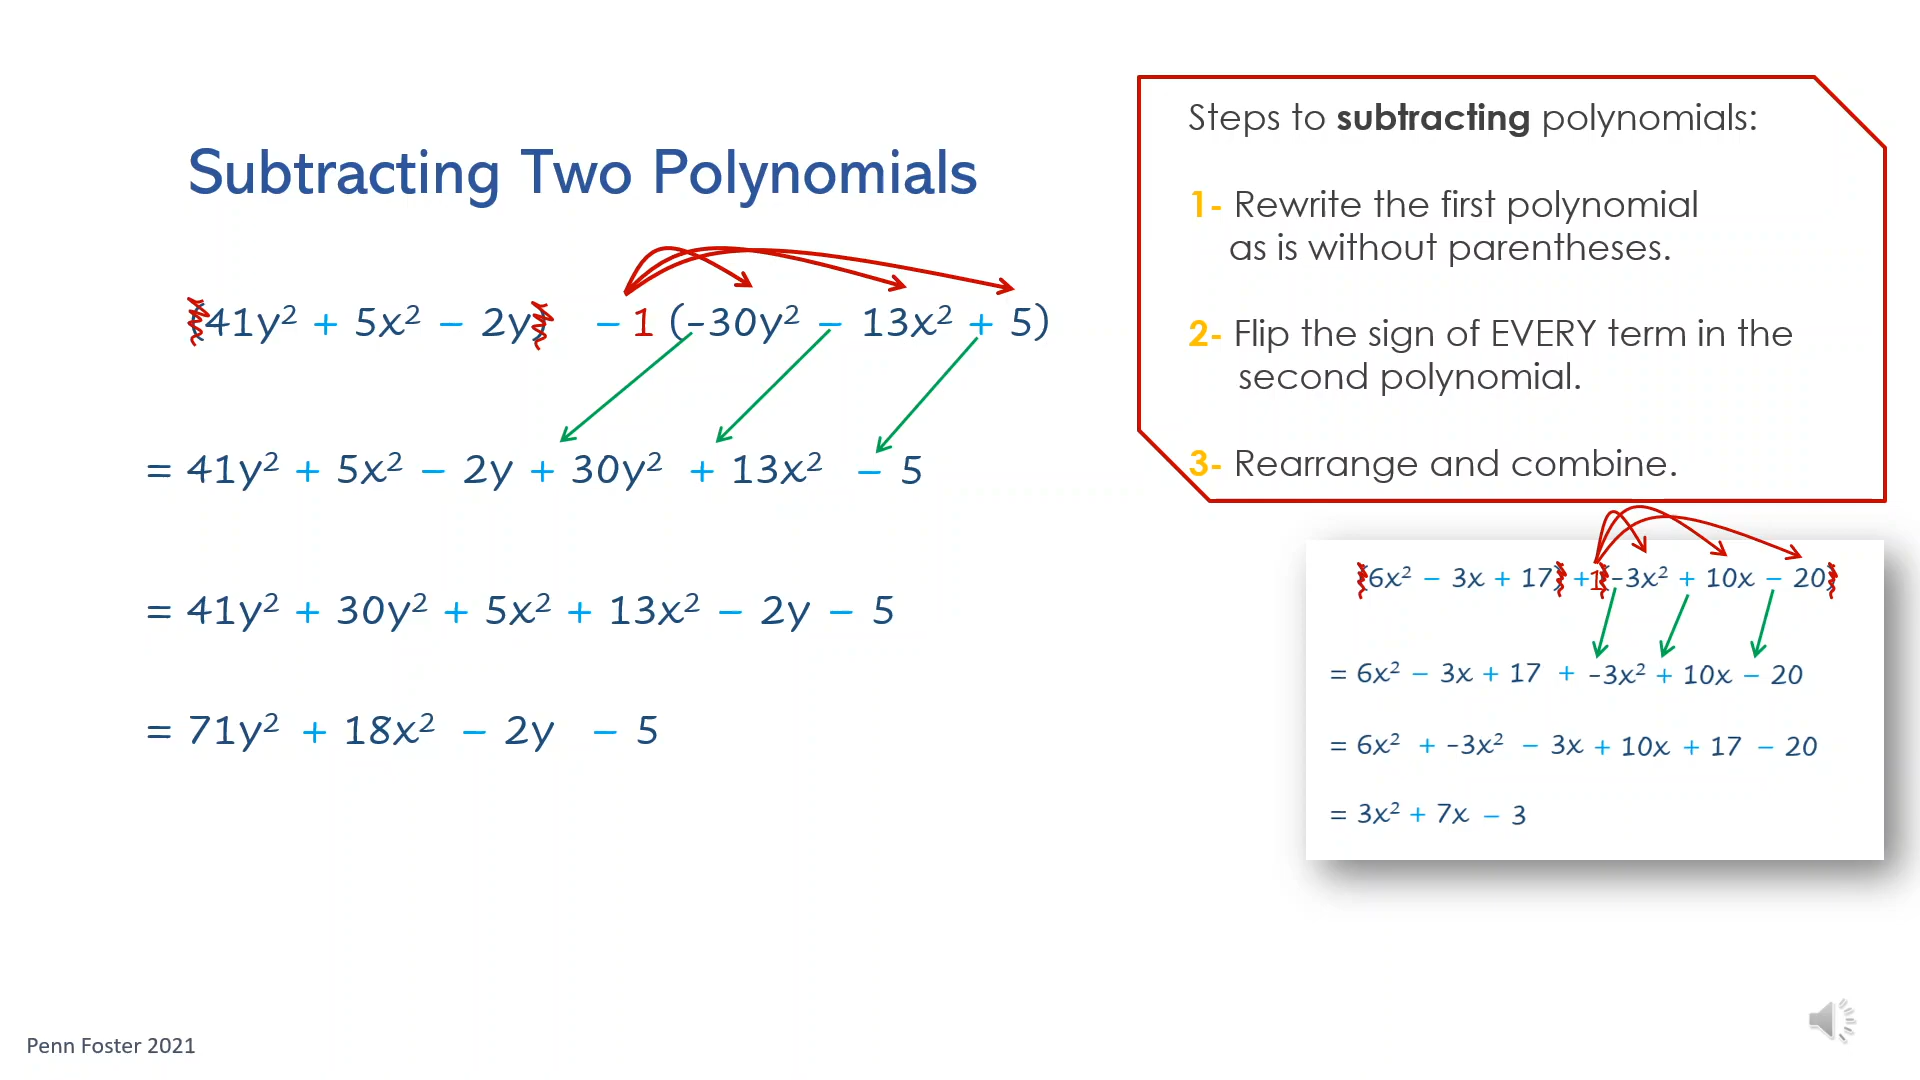 Subtracting Two Polynomials
(41y² + 5x² − 2y) − 1 (-30y² − 13x² + 5)
= 41y² + 5x² − 2y + 30y² + 13x² − 5
= 41y² + 30y² + 5x² + 13x² − 2y − 5
= 71y² + 18x² − 2y − 5
Steps to subtracting polynomials:
1- Rewrite the first polynomial
as is without parentheses.
2- Flip the sign of EVERY term in the
second polynomial.
3- Rearrange and combine.
(6x² − 3x + 17) +1(-3x² + 10x − 20)
= 6x² − 3x + 17 + -3x² + 10x − 20
= 6x² + -3x² − 3x + 10x + 17 − 20
= 3x² + 7x − 3
Penn Foster 2021